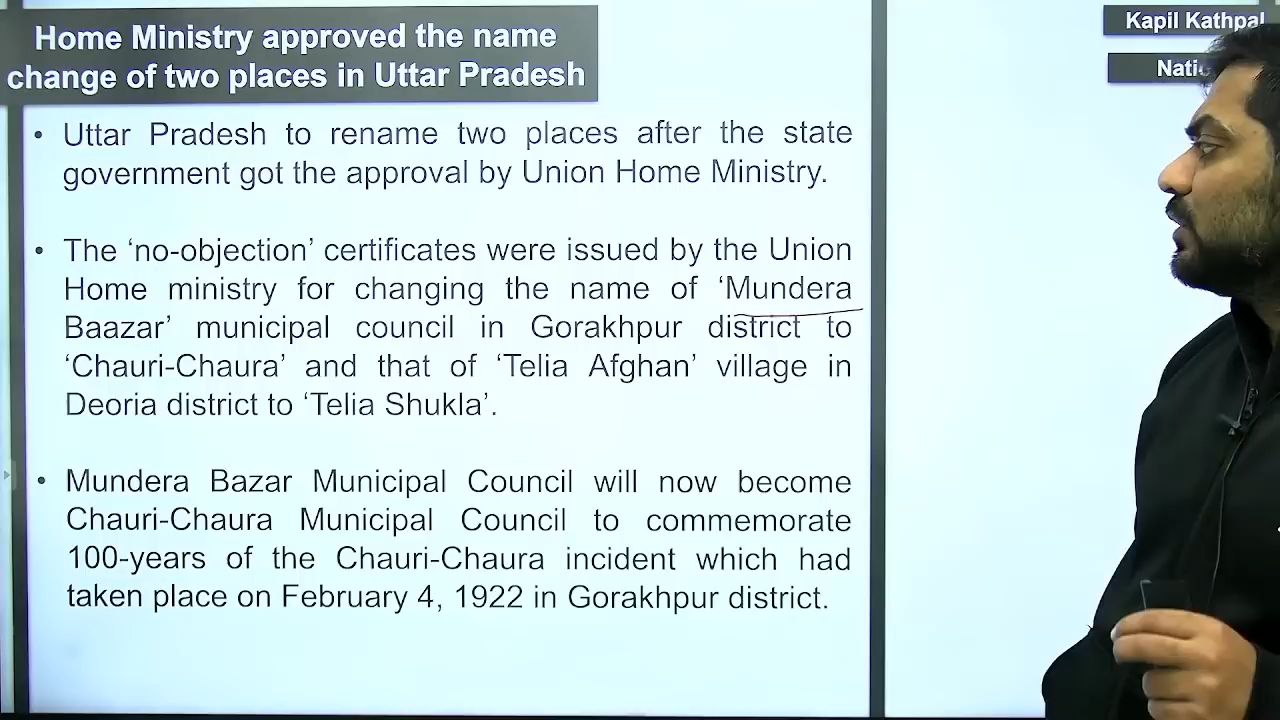 Home Ministry approved the name
change of two places in Uttar Pradesh
Kapil Kathpal
• Uttar Pradesh to rename two places after the state
government got the approval by Union Home Ministry.
• The ‘no-objection’ certificates were issued by the Union
Home ministry for changing the name of ‘Mundera
Baazar’ municipal council in Gorakhpur district to
‘Chauri-Chaura’ and that of ‘Telia Afghan’ village in
Deoria district to ‘Telia Shukla’.
• Mundera Bazar Municipal Council will now become
Chauri-Chaura Municipal Council to commemorate
100-years of the Chauri-Chaura incident which had
taken place on February 4, 1922 in Gorakhpur district.